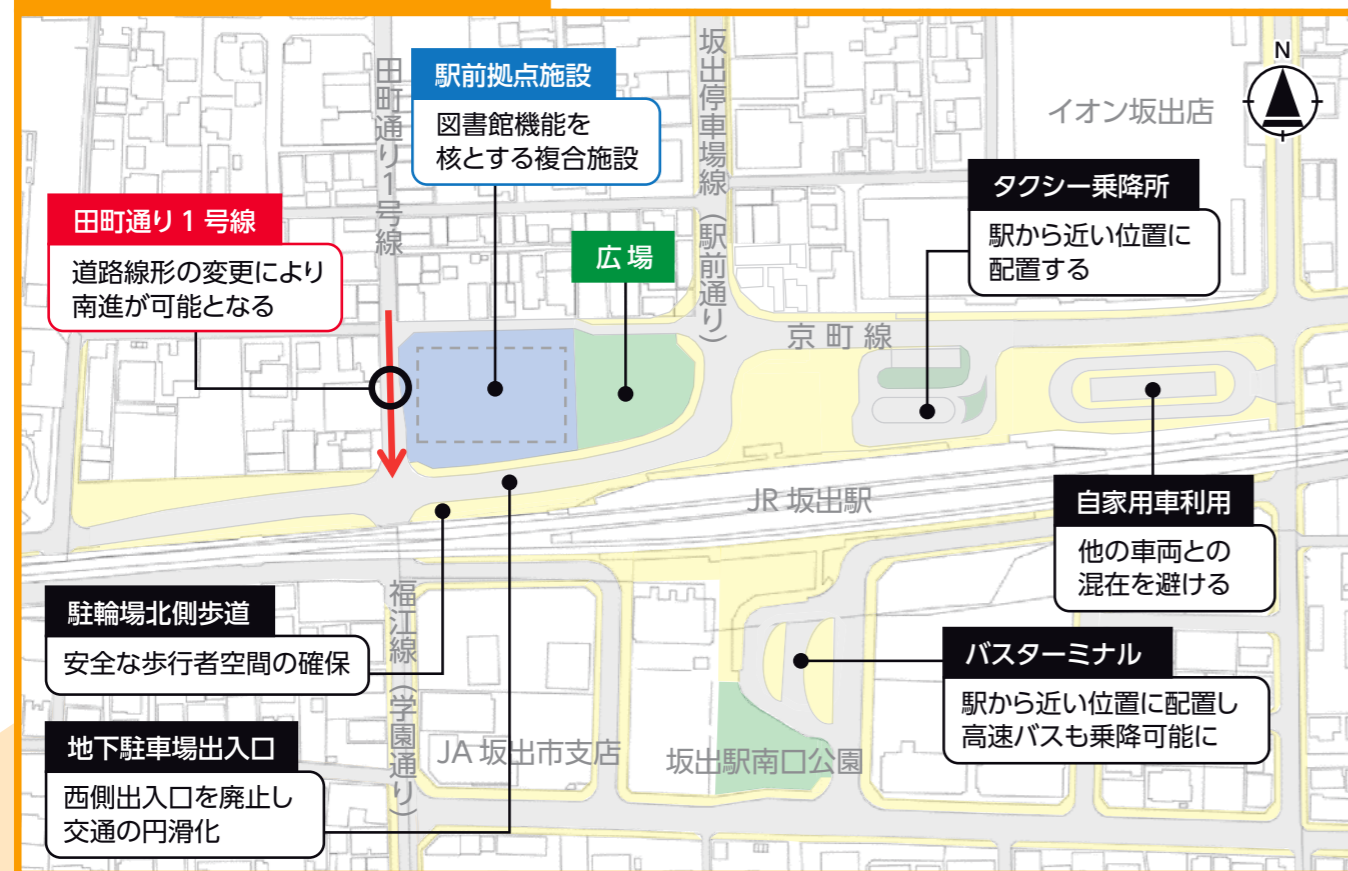 田町通り1号線
駅前拠点施設
図書館機能を
核とする複合施設
坂出停車場線（駅前通り）
N
イオン坂出店
タクシー乗降所
駅から近い位置に
配置する
田町通り1号線
道路線形の変更により
南進が可能となる
広場
京町線
JR坂出駅
自家用車利用
他の車両との
混在を避ける
駐輪場北側歩道
安全な歩行者空間の確保
福江線（学園通り）
バスターミナル
駅から近い位置に配置し
高速バスも乗降可能に
地下駐車場出入口
西側出入口を廃止し
交通の円滑化
JA坂出市支店
坂出駅南口公園